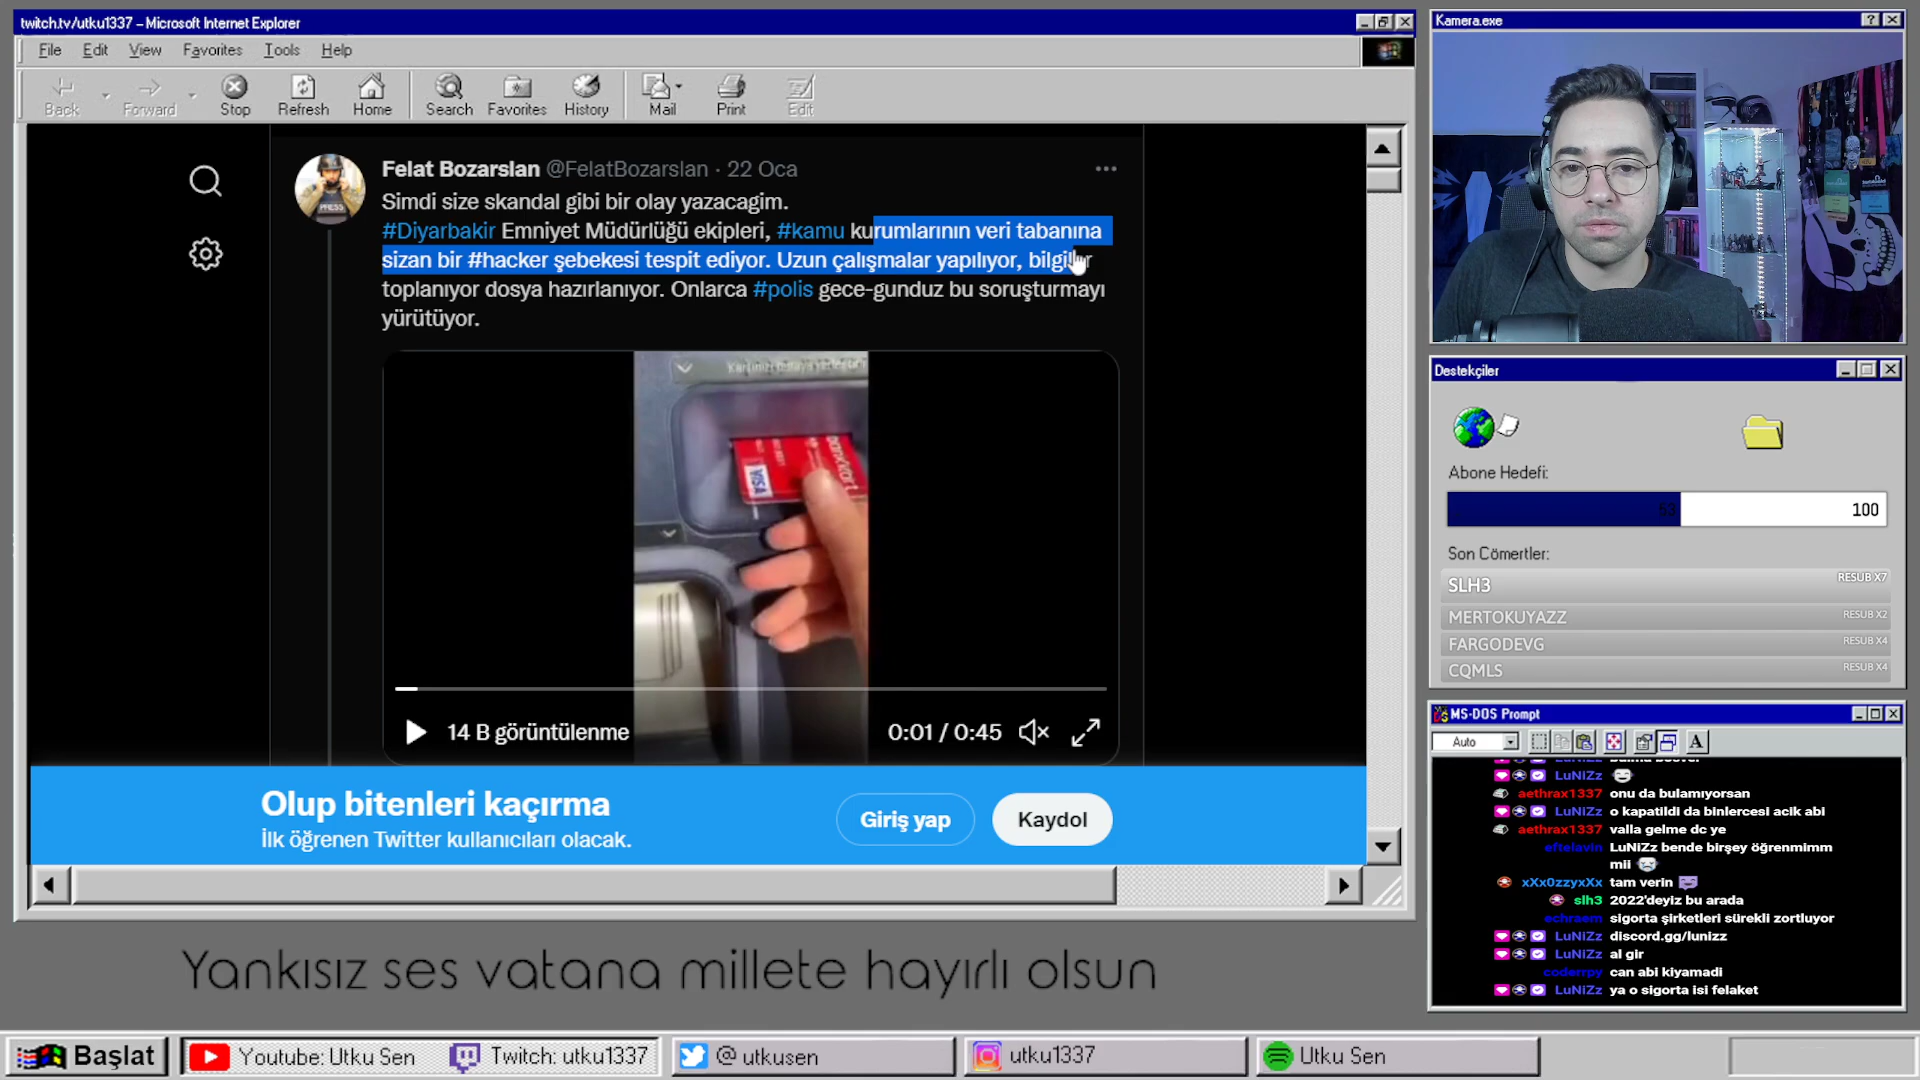 twitch.tv/utku1337 – Microsoft Internet Explorer
File Edit View Favorites Tools Help
Back Forward Stop Refresh Home Search Favorites History Mail Print Edit
Felat Bozarslan @FelatBozarslan · 22 Oca
Simdi size skandal gibi bir olay yazacagim.
#Diyarbakir Emniyet Müdürlüğü ekipleri, #kamu kurumlarının veri tabanına
sizan bir #hacker şebekesi tespit ediyor. Uzun çalışmalar yapılıyor, bilgiler
toplanıyor dosya hazırlanıyor. Onlarca #polis gece-gunduz bu soruşturmayı
yürütüyor.
PRESS
VISA
bankkart
14 B görüntülenme
0:01 / 0:45
Olup bitenleri kaçırma
İlk öğrenen Twitter kullanıcıları olacak.
Giriş yap
Kaydol
Yankısız ses vatana millete hayırlı olsun
Kamera.exe
Destekçiler
Abone Hedefi:
53 100
Son Cömertler:
SLH3 RESUB X7
MERTOKUYAZZ RESUB X2
FARGODEVG RESUB X4
CQMLS RESUB X4
MS-DOS Prompt
Auto
A
LuNiZz
aethrax1337 onu da bulamıyorsan
LuNiZz o kapatildi da binlercesi acik abi
aethrax1337 valla gelme dc ye
eftelavin LuNiZz bende birşey öğrenmimm
mii
xXx0zzyxXx tam verin
slh3 2022'deyiz bu arada
echraem sigorta şirketleri sürekli zortluyor
LuNiZz discord.gg/lunizz
LuNiZz al gir
coderrpy can abi kiyamadi
LuNiZz ya o sigorta isi felaket
Başlat
Youtube: Utku Sen
Twitch: utku1337
@utkusen
utku1337
Utku Sen